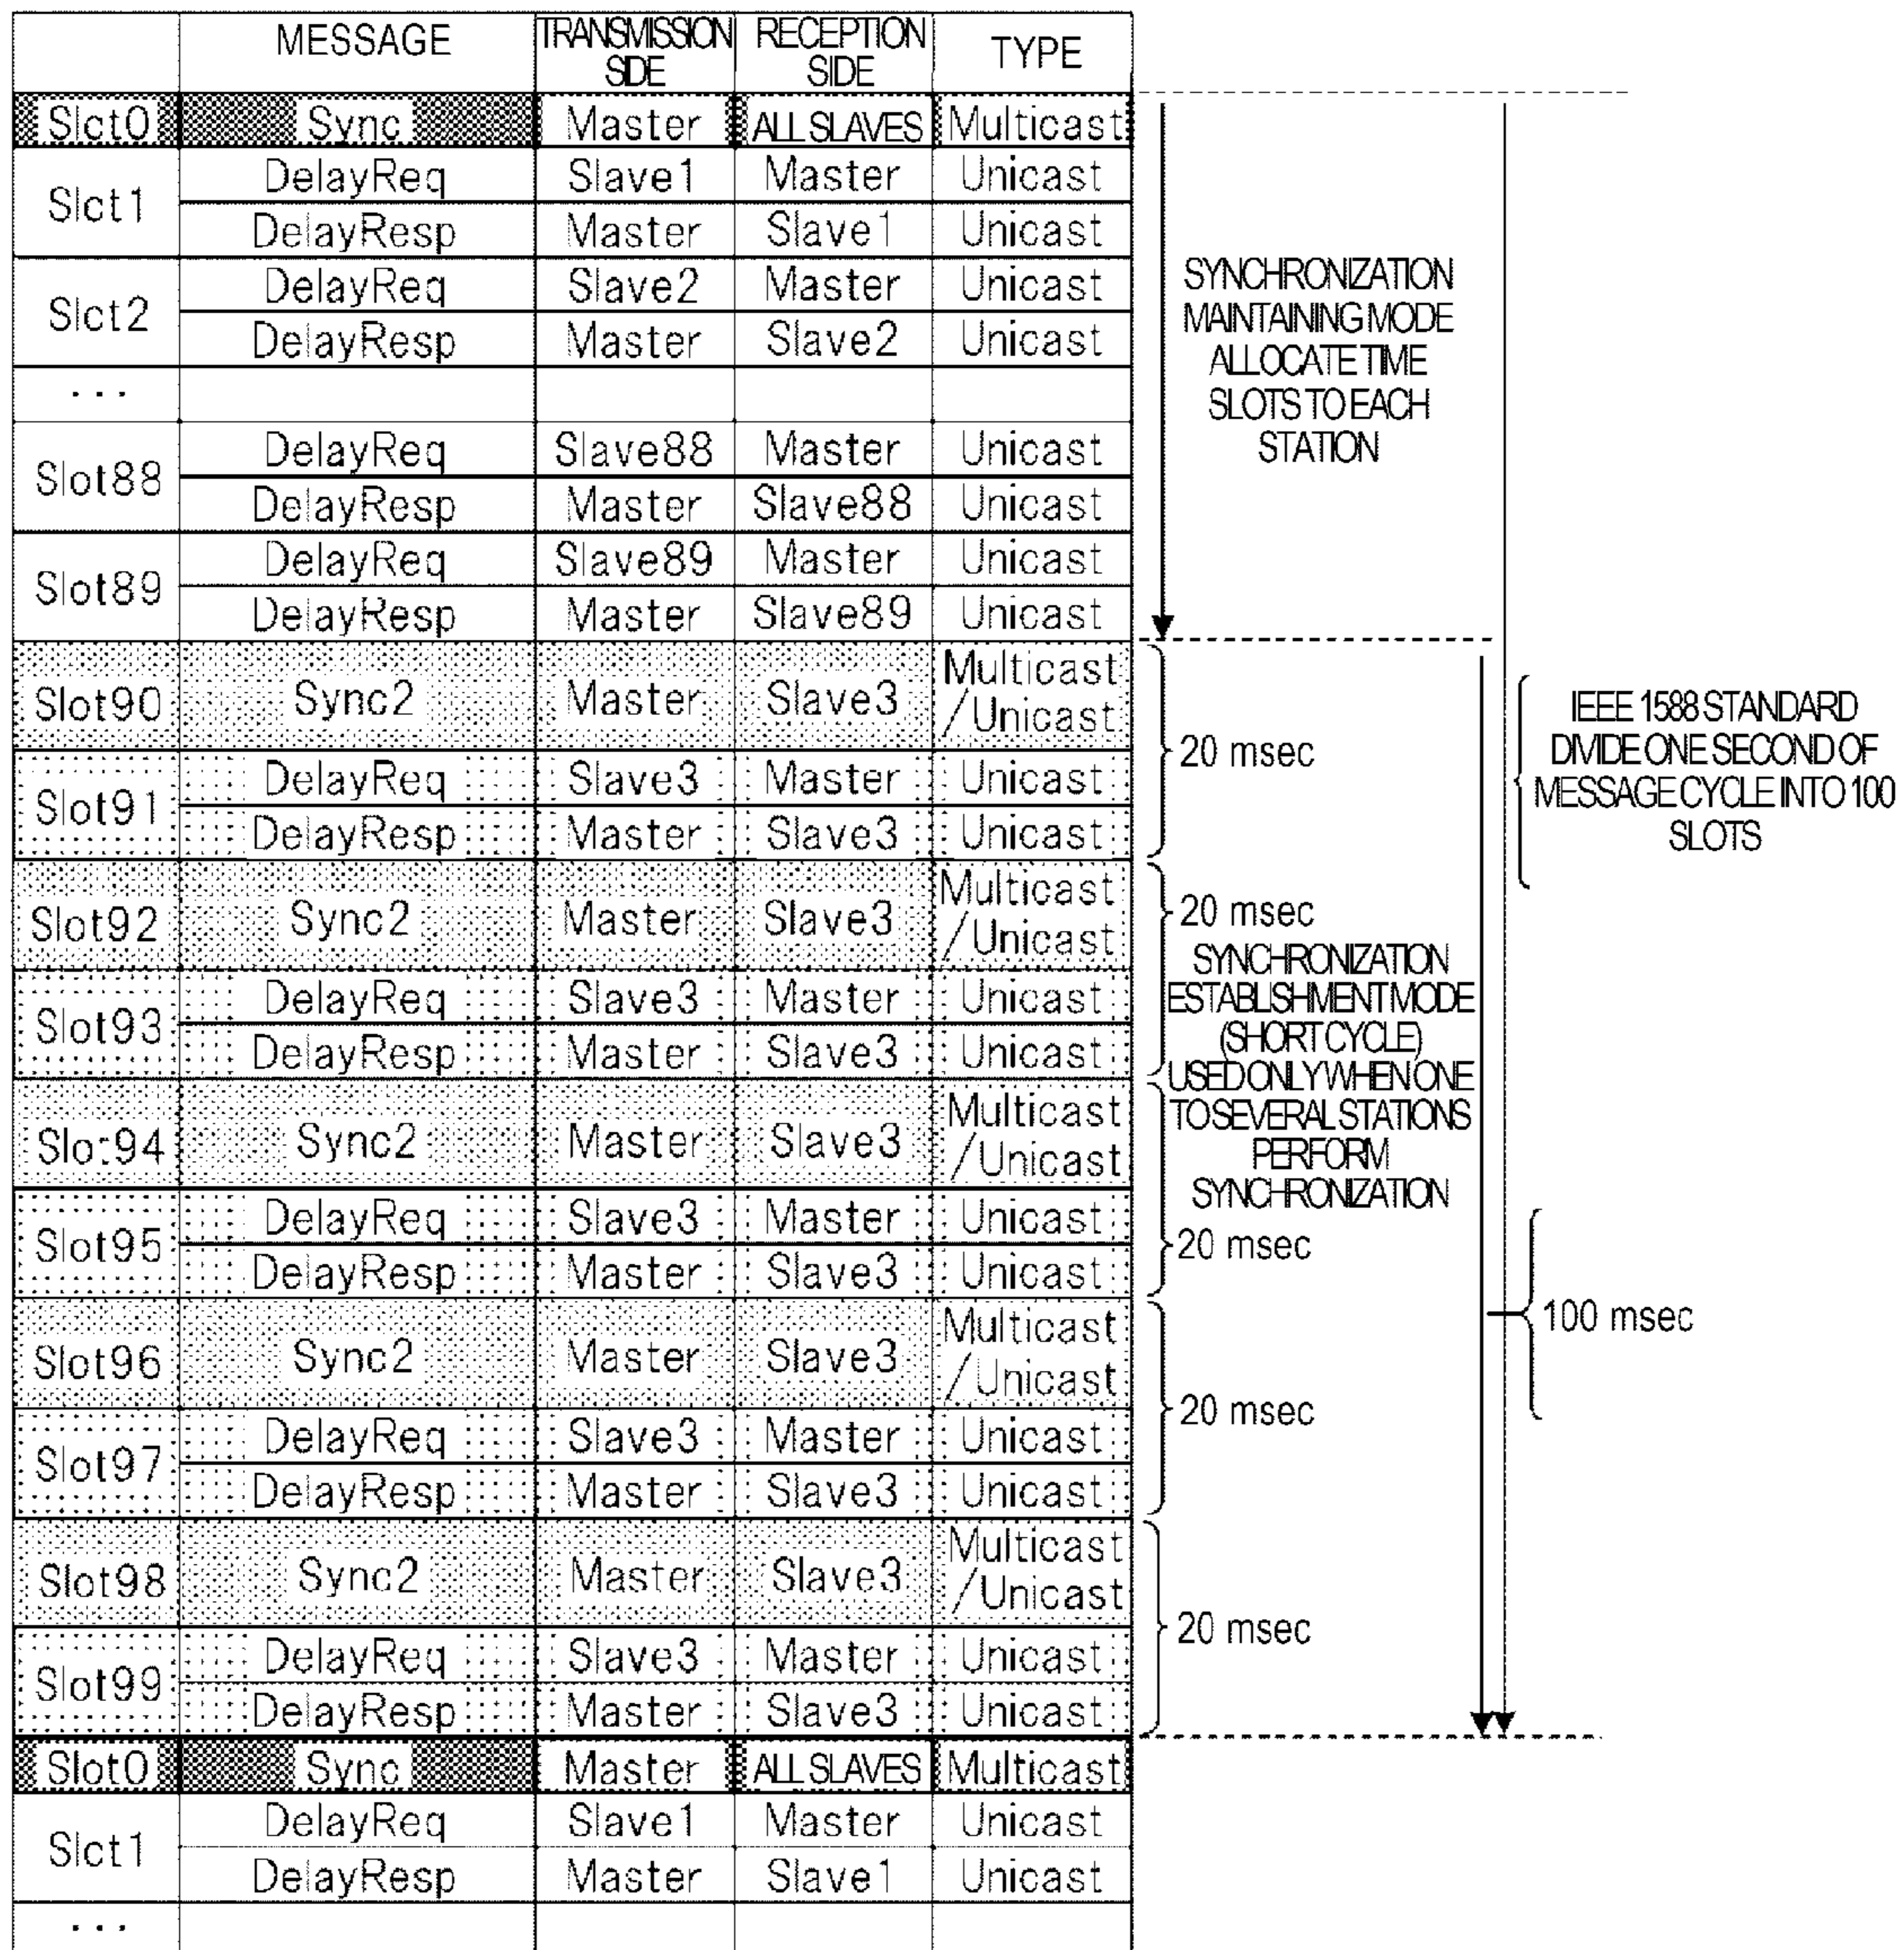 MESSAGE TRANSMISSION SIDE RECEPTION SIDE TYPE
Slot0 Sync Master ALL SLAVES Multicast
Slot1 DelayReq Slave1 Master Unicast
DelayResp Master Slave1 Unicast
Slot2 DelayReq Slave2 Master Unicast
DelayResp Master Slave2 Unicast
...
Slot88 DelayReq Slave88 Master Unicast
DelayResp Master Slave88 Unicast
Slot89 DelayReq Slave89 Master Unicast
DelayResp Master Slave89 Unicast
Slot90 Sync2 Master Slave3 Multicast /Unicast
Slot91 DelayReq Slave3 Master Unicast
DelayResp Master Slave3 Unicast
Slot92 Sync2 Master Slave3 Multicast /Unicast
Slot93 DelayReq Slave3 Master Unicast
DelayResp Master Slave3 Unicast
Slot94 Sync2 Master Slave3 Multicast /Unicast
Slot95 DelayReq Slave3 Master Unicast
DelayResp Master Slave3 Unicast
Slot96 Sync2 Master Slave3 Multicast /Unicast
Slot97 DelayReq Slave3 Master Unicast
DelayResp Master Slave3 Unicast
Slot98 Sync2 Master Slave3 Multicast /Unicast
Slot99 DelayReq Slave3 Master Unicast
DelayResp Master Slave3 Unicast
Slot0 Sync Master ALL SLAVES Multicast
Slot1 DelayReq Slave1 Master Unicast
DelayResp Master Slave1 Unicast
...
SYNCHRONIZATION
MAINTAINING MODE
ALLOCATE TIME
SLOTS TO EACH
STATION
20 msec
20 msec
SYNCHRONIZATION
ESTABLISHMENT MODE
(SHORT CYCLE)
USED ONLY WHEN ONE
TO SEVERAL STATIONS
PERFORM
SYNCHRONIZATION
20 msec
20 msec
20 msec
IEEE 1588 STANDARD
DIVIDE ONE SECOND OF
MESSAGE CYCLE INTO 100
SLOTS
100 msec